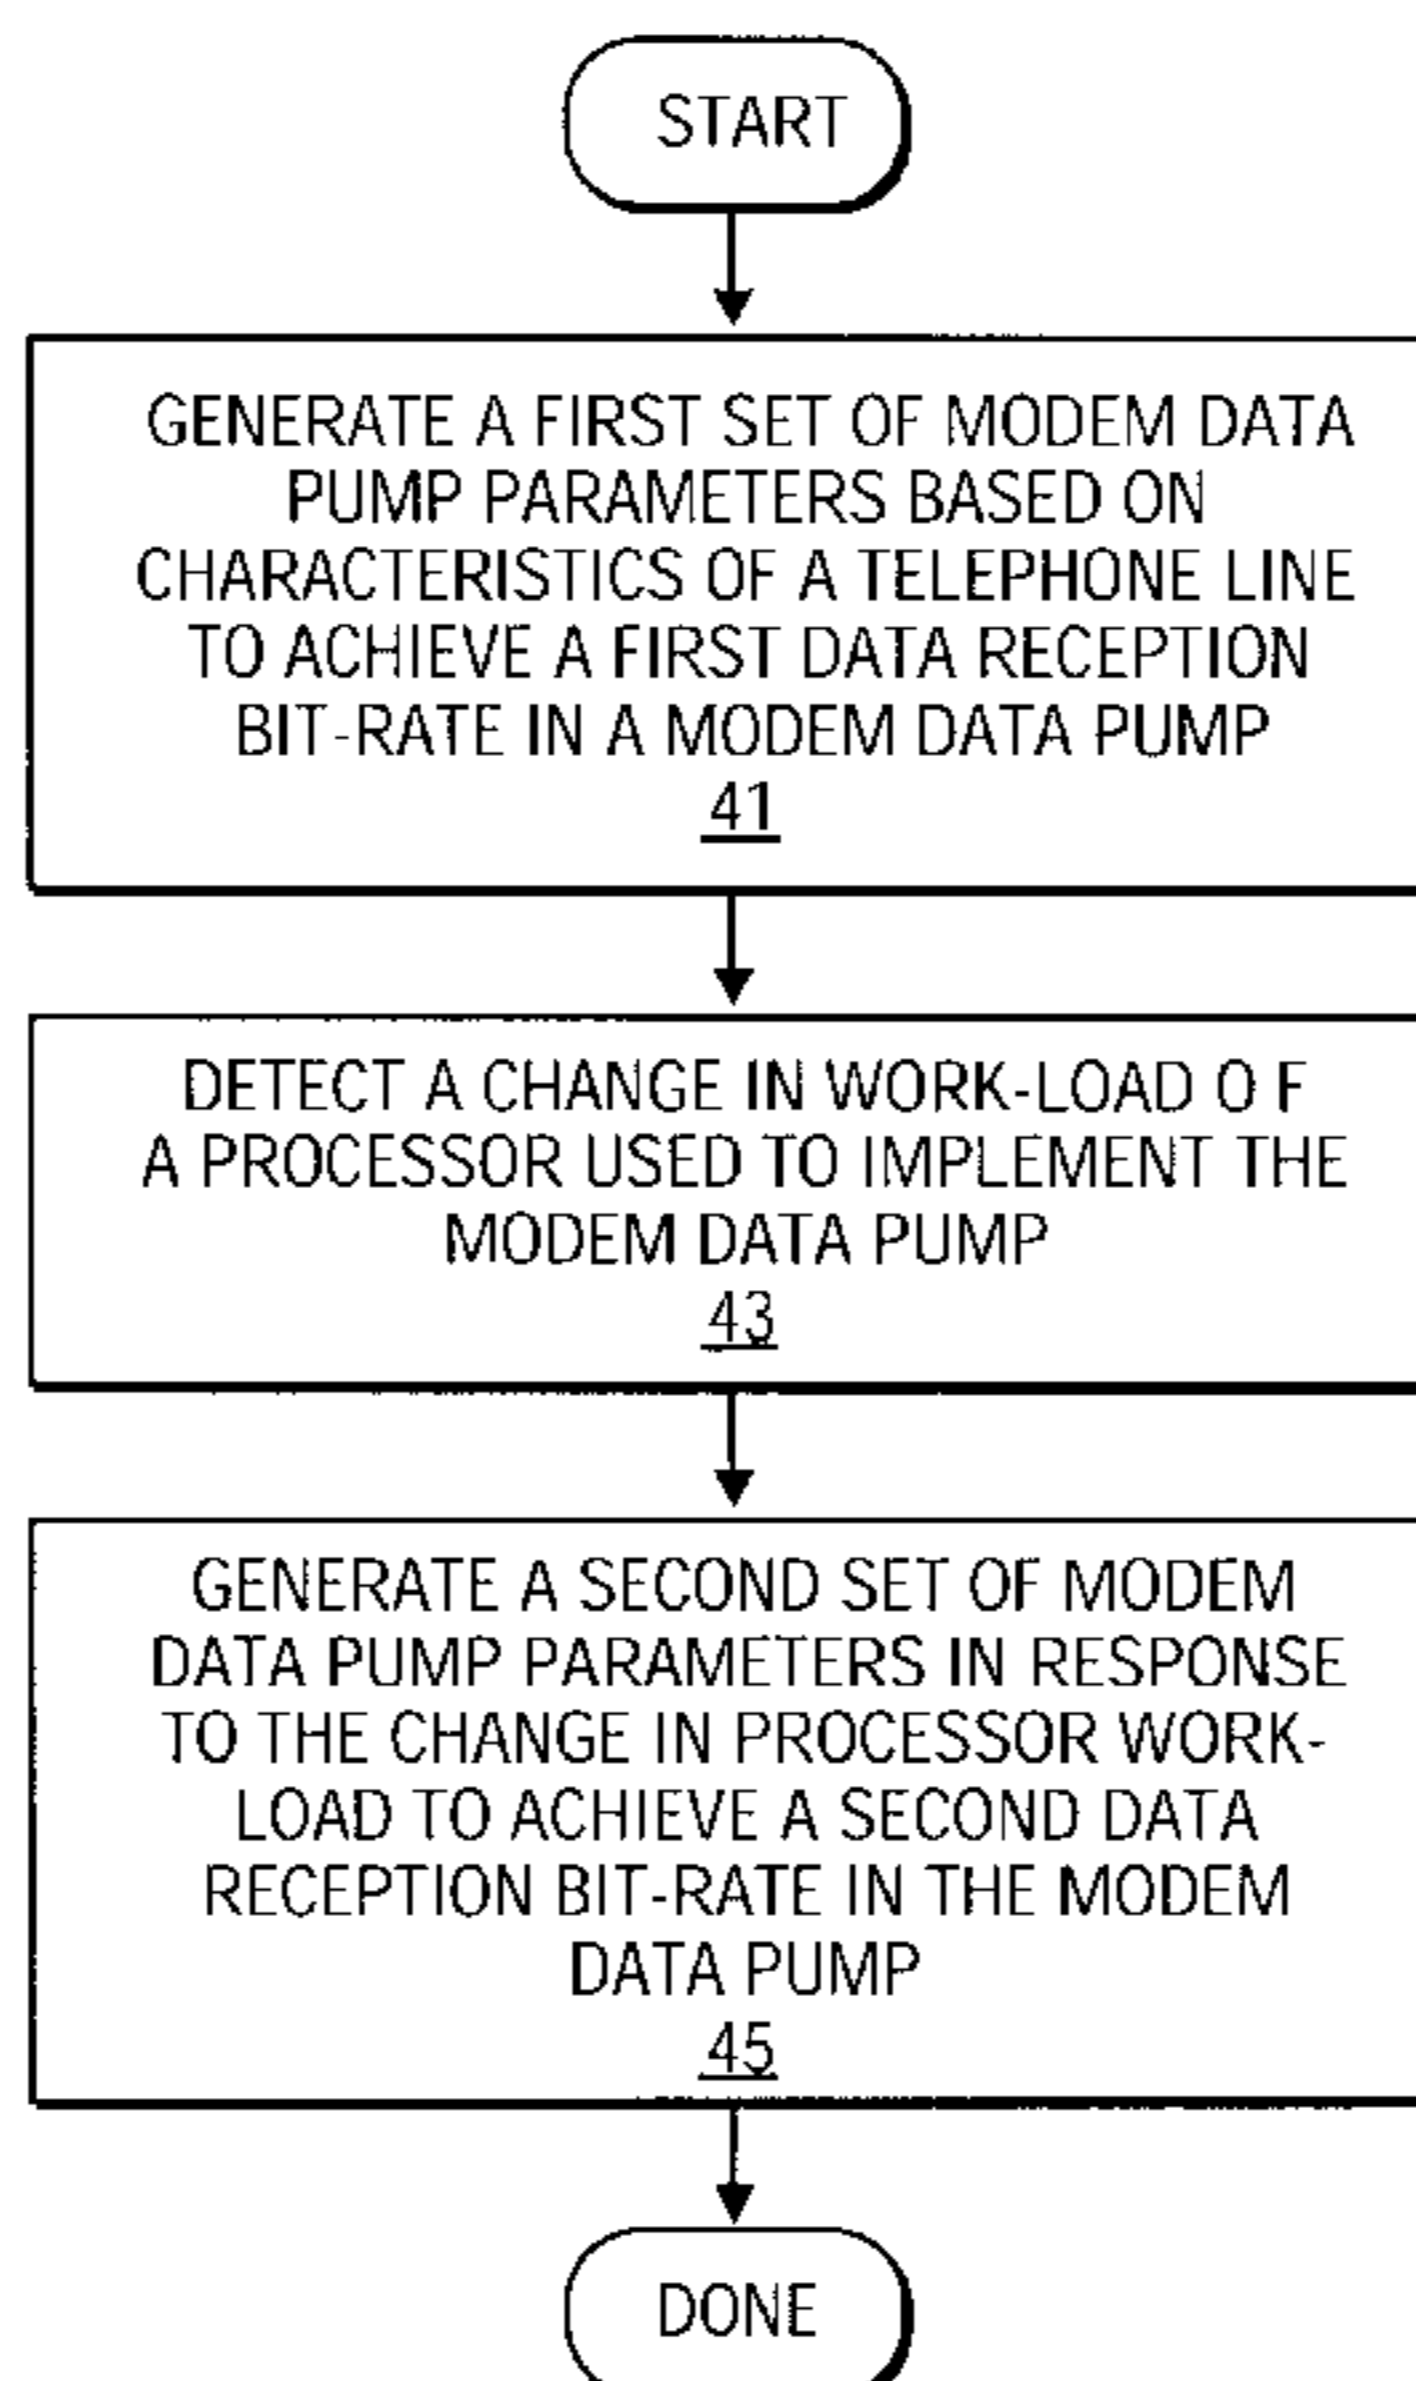 START
GENERATE A FIRST SET OF MODEM DATA
PUMP PARAMETERS BASED ON
CHARACTERISTICS OF A TELEPHONE LINE
TO ACHIEVE A FIRST DATA RECEPTION
BIT-RATE IN A MODEM DATA PUMP
41
DETECT A CHANGE IN WORK-LOAD O F
A PROCESSOR USED TO IMPLEMENT THE
MODEM DATA PUMP
43
GENERATE A SECOND SET OF MODEM
DATA PUMP PARAMETERS IN RESPONSE
TO THE CHANGE IN PROCESSOR WORK-
LOAD TO ACHIEVE A SECOND DATA
RECEPTION BIT-RATE IN THE MODEM
DATA PUMP
45
DONE